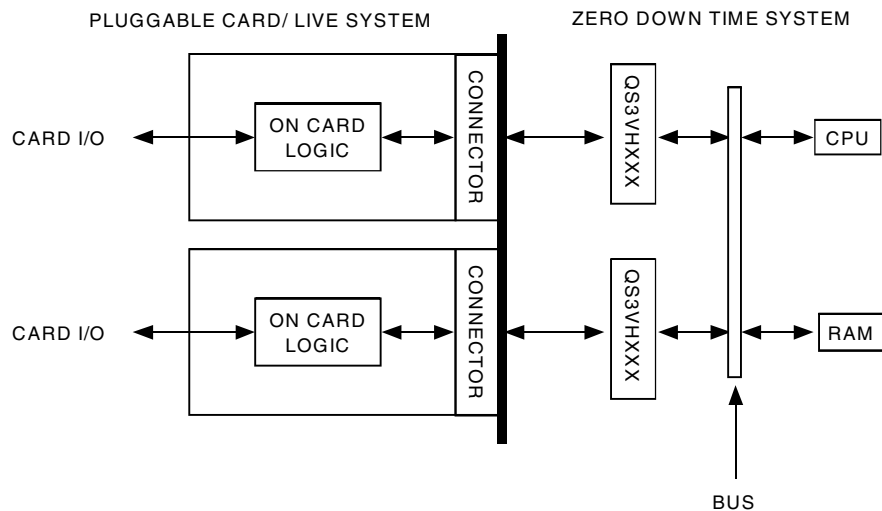 PLUGGABLE CARD/ LIVE SYSTEM
ZERO DOWN TIME SYSTEM
CARD I/O
ON CARD
LOGIC
CONNECTOR
QS3VHXXX
CPU
CARD I/O
ON CARD
LOGIC
CONNECTOR
QS3VHXXX
RAM
BUS